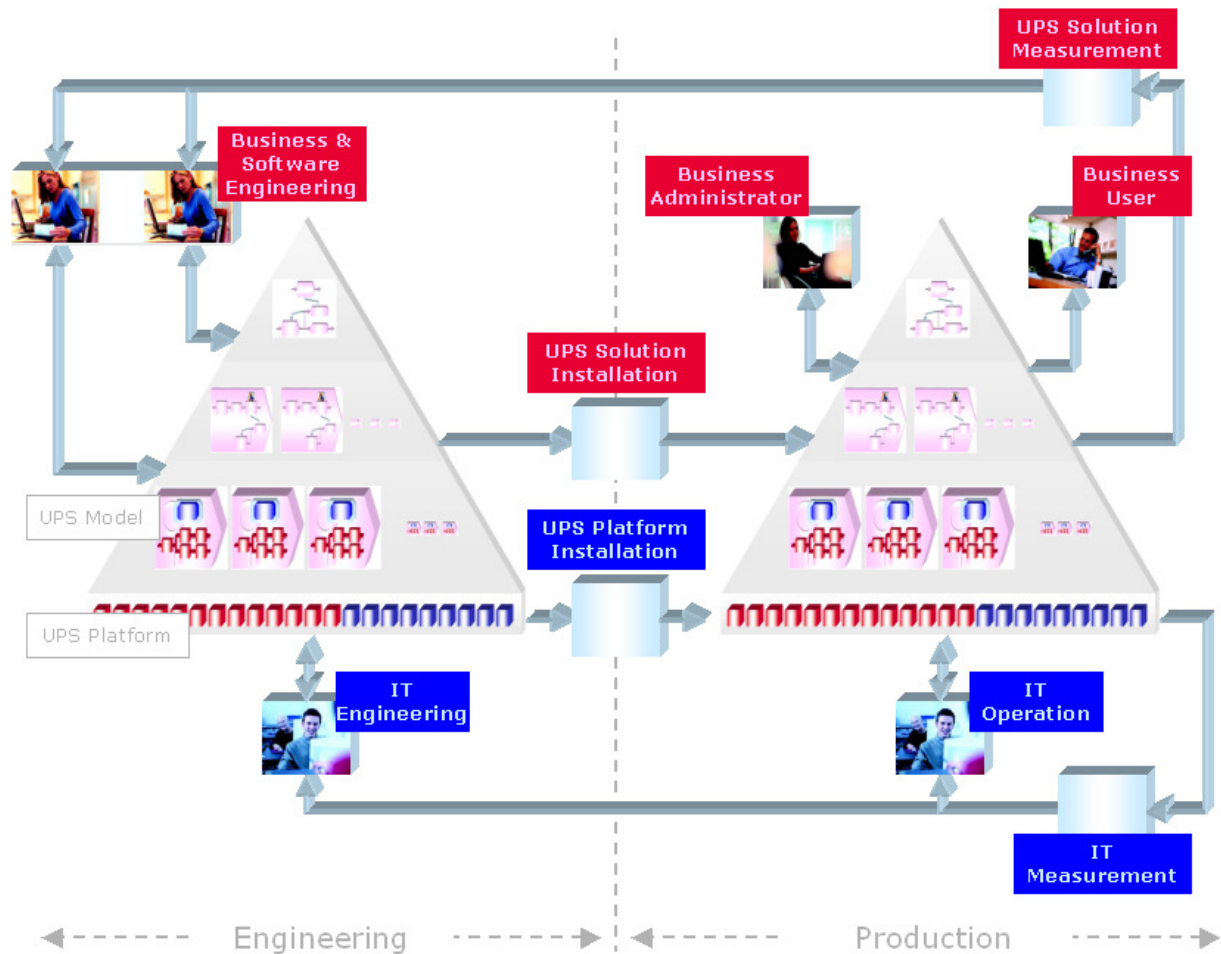 UPS Solution
Measurement
Business &
Software
Engineering
Business
Administrator
Business
User
UPS Solution
Installation
UPS Model
UPS Platform
Installation
UPS Platform
IT
Engineering
IT
Operation
IT
Measurement
Engineering
Production